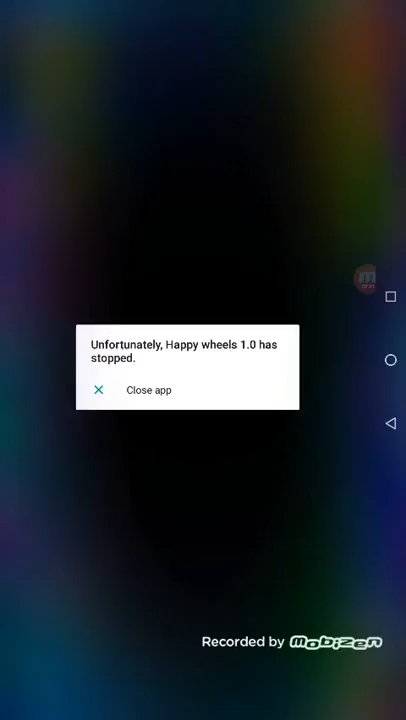 Unfortunately, Happy wheels 1.0 has
stopped.
Close app
Recorded by Mobizen